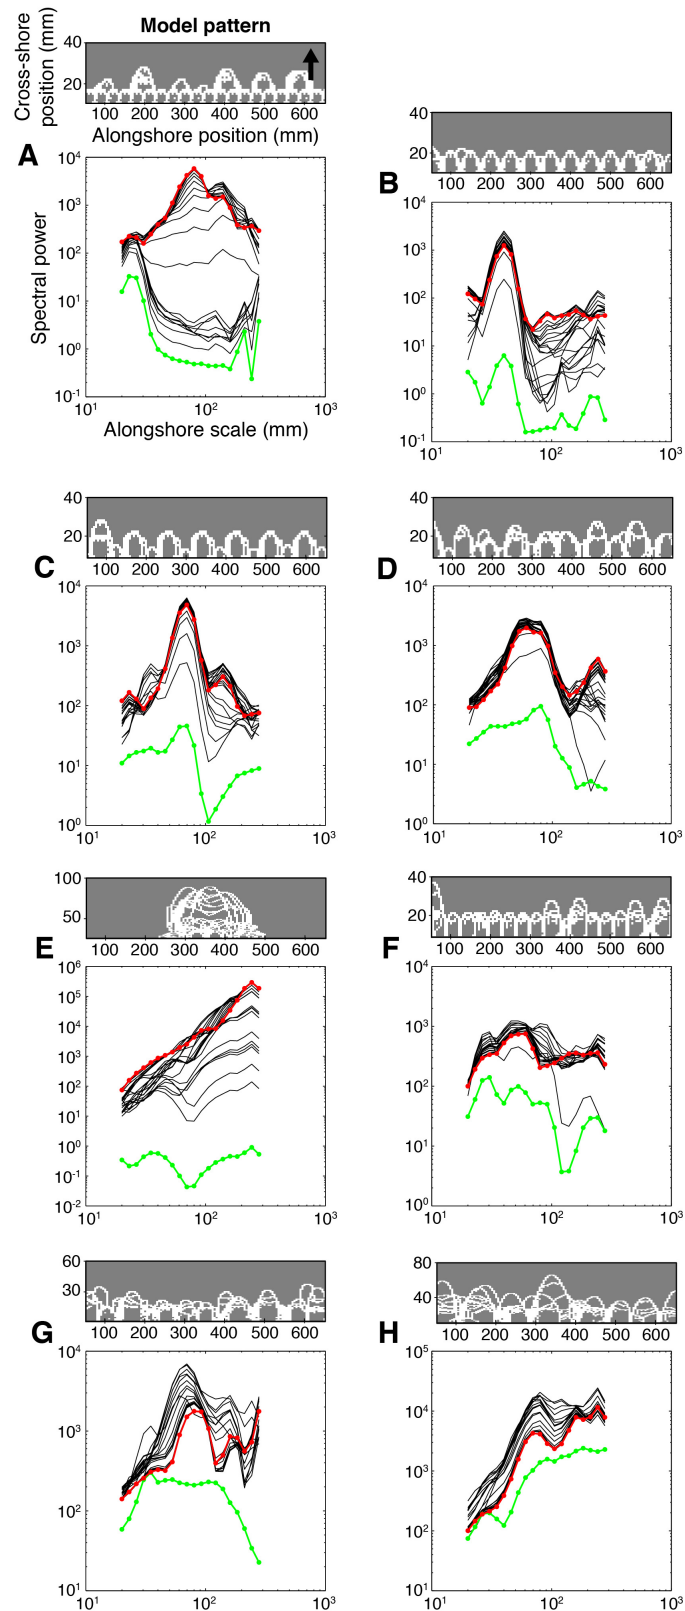 Model pattern
Cross-shore
position (mm)
40
20
100 200 300 400 500 600
Alongshore position (mm)
A
Spectral power
10^4
10^3
10^2
10^1
10^0
10^-1
10^1 10^2 10^3
Alongshore scale (mm)
40
20
100 200 300 400 500 600
B
10^4
10^3
10^2
10^1
10^0
10^-1
10^1 10^2 10^3
40
20
100 200 300 400 500 600
C
10^4
10^3
10^2
10^1
10^0
10^1 10^2 10^3
40
20
100 200 300 400 500 600
D
10^4
10^3
10^2
10^1
10^0
10^1 10^2 10^3
100
50
100 200 300 400 500 600
E
10^6
10^5
10^4
10^3
10^2
10^1
10^0
10^-1
10^-2
10^1 10^2 10^3
40
20
100 200 300 400 500 600
F
10^4
10^3
10^2
10^1
10^0
10^1 10^2 10^3
60
30
100 200 300 400 500 600
G
10^4
10^3
10^2
10^1
10^1 10^2 10^3
80
40
100 200 300 400 500 600
H
10^5
10^4
10^3
10^2
10^1
10^1 10^2 10^3